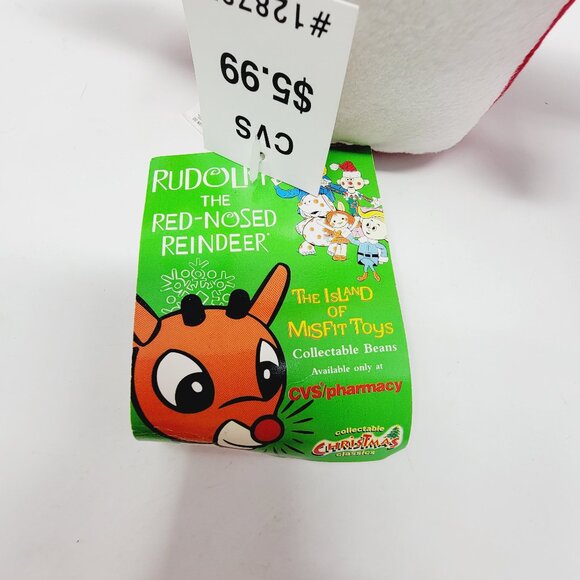 $5.99
CVS
RUDOLPH
THE
RED-NOSED
REINDEER
THE ISLAND
OF
MISFIT TOYS
Collectable Beans
Available only at
CVS/pharmacy
collectable
CHRISTMAS
classics